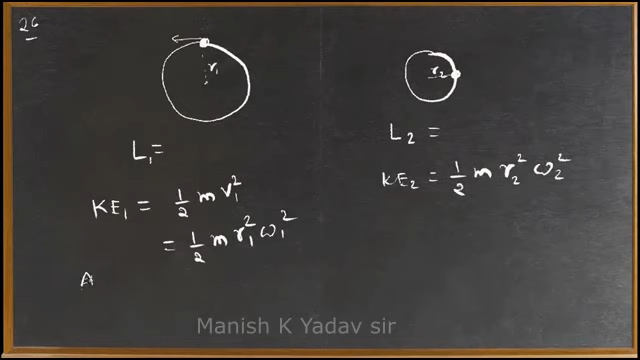 26
r₁
r₂
L₁=
L₂ =
KE₁ = 1/2 m v₁²
KE₂ = 1/2 m r₂² ω₂²
= 1/2 m r₁² ω₁²
A
Manish K Yadav sir